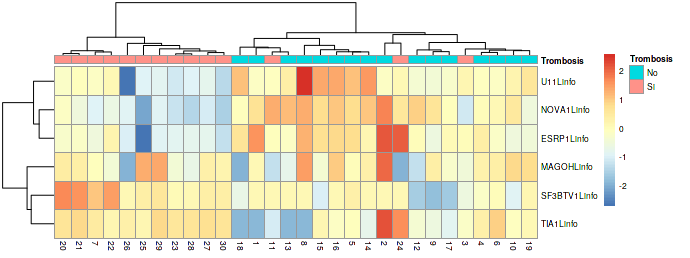 Trombosis
U11Linfo
NOVA1Linfo
ESRP1Linfo
MAGOHLinfo
SF3BTV1Linfo
TIA1Linfo
20 21 7 22 26 25 29 23 28 27 30 18 1 11 13 8 15 16 5 14 2 24 12 9 17 3 4 6 10 19
2
1
0
-1
-2
Trombosis
No
SI